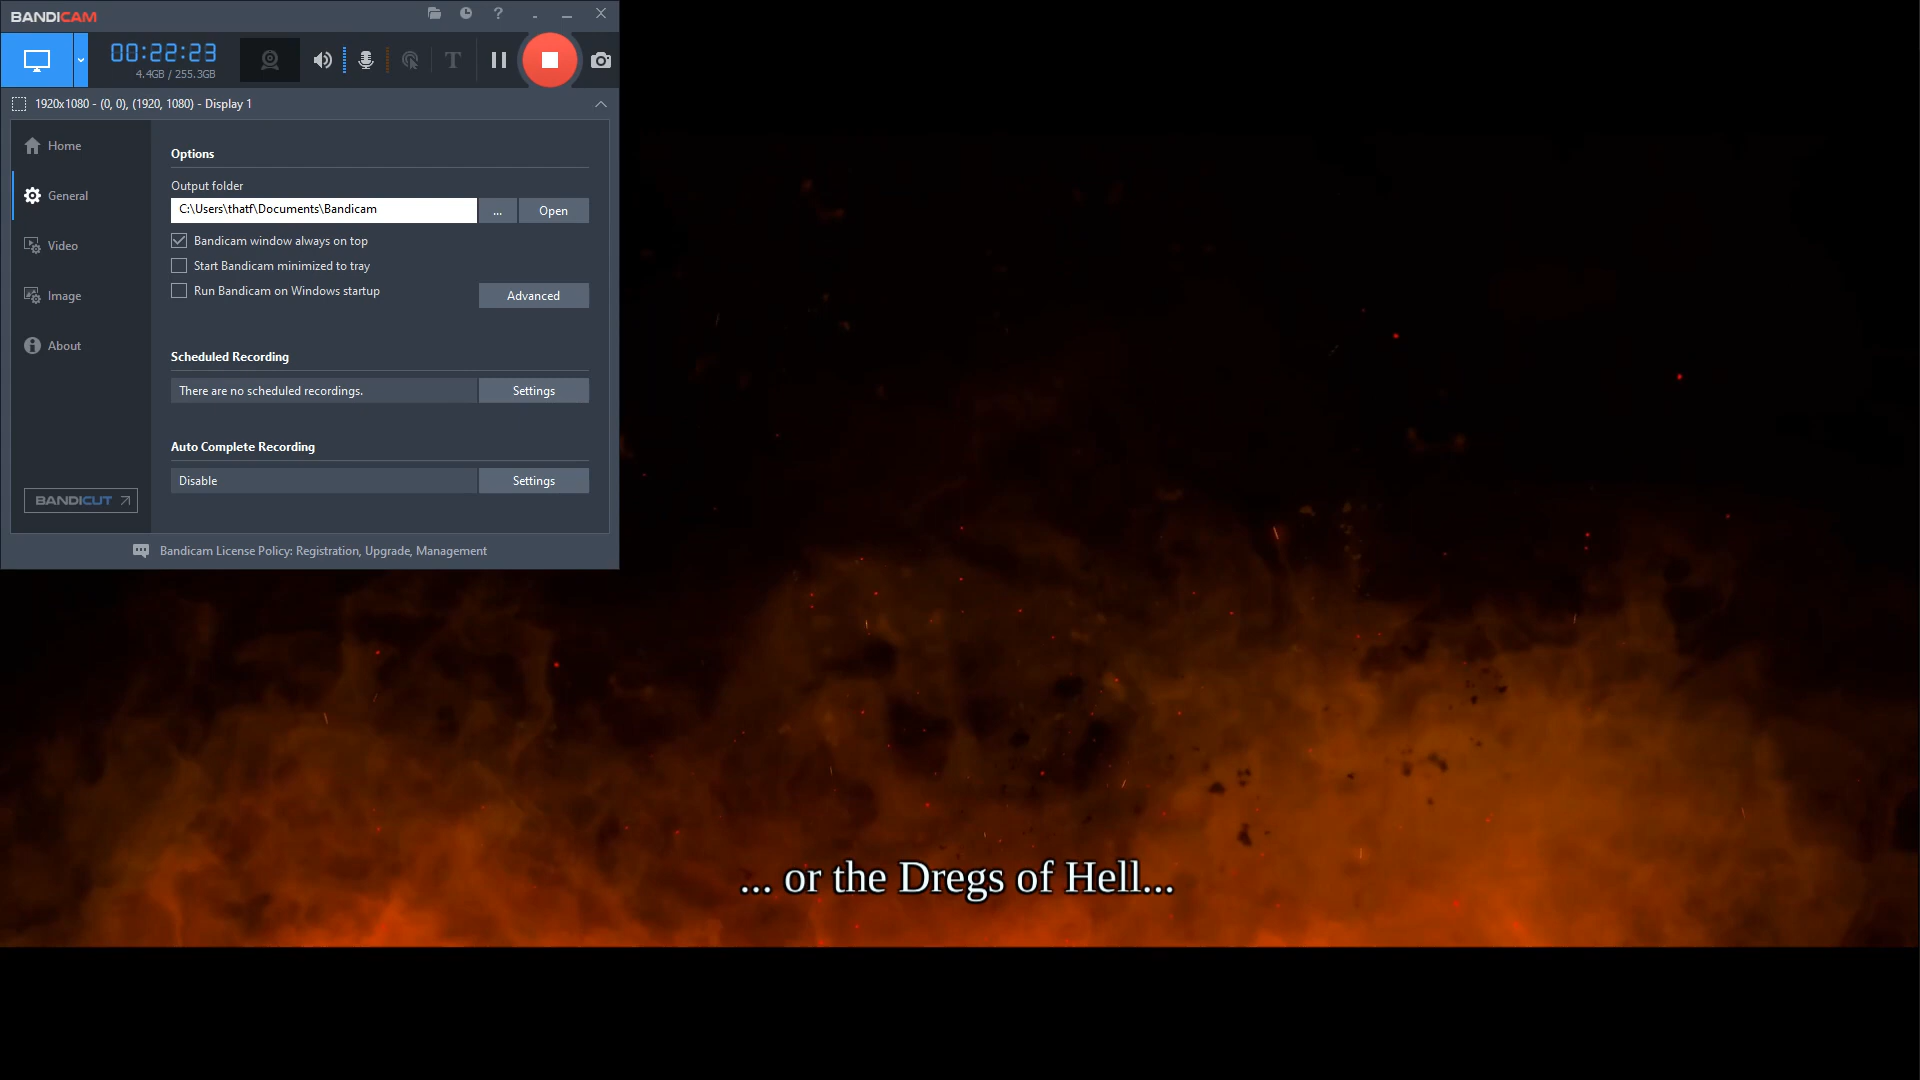 BANDICAM
?
00:22:23
4.4GB / 255.3GB
T
1920x1080 - (0, 0), (1920, 1080) - Display 1
Home
General
Video
Image
About
BANDICUT
Options
Output folder
C:\Users\thatf\Documents\Bandicam
...
Open
Bandicam window always on top
Start Bandicam minimized to tray
Run Bandicam on Windows startup
Advanced
Scheduled Recording
There are no scheduled recordings.
Settings
Auto Complete Recording
Disable
Settings
Bandicam License Policy: Registration, Upgrade, Management
... or the Dregs of Hell...